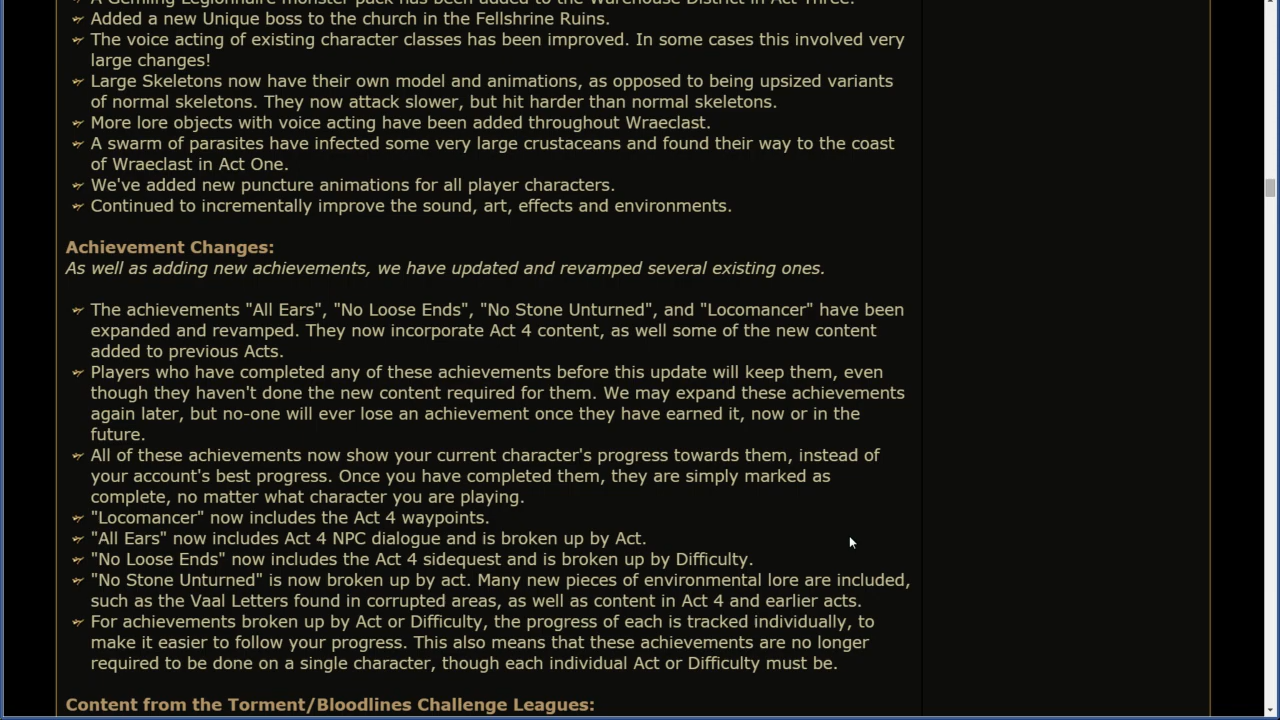 A Gemling Legionnaire monster pack has been added to the Warehouse District in Act Three.
Added a new Unique boss to the church in the Fellshrine Ruins.
The voice acting of existing character classes has been improved. In some cases this involved very
large changes!
Large Skeletons now have their own model and animations, as opposed to being upsized variants
of normal skeletons. They now attack slower, but hit harder than normal skeletons.
More lore objects with voice acting have been added throughout Wraeclast.
A swarm of parasites have infected some very large crustaceans and found their way to the coast
of Wraeclast in Act One.
We've added new puncture animations for all player characters.
Continued to incrementally improve the sound, art, effects and environments.
Achievement Changes:
As well as adding new achievements, we have updated and revamped several existing ones.
The achievements "All Ears", "No Loose Ends", "No Stone Unturned", and "Locomancer" have been
expanded and revamped. They now incorporate Act 4 content, as well some of the new content
added to previous Acts.
Players who have completed any of these achievements before this update will keep them, even
though they haven't done the new content required for them. We may expand these achievements
again later, but no-one will ever lose an achievement once they have earned it, now or in the
future.
All of these achievements now show your current character's progress towards them, instead of
your account's best progress. Once you have completed them, they are simply marked as
complete, no matter what character you are playing.
"Locomancer" now includes the Act 4 waypoints.
"All Ears" now includes Act 4 NPC dialogue and is broken up by Act.
"No Loose Ends" now includes the Act 4 sidequest and is broken up by Difficulty.
"No Stone Unturned" is now broken up by act. Many new pieces of environmental lore are included,
such as the Vaal Letters found in corrupted areas, as well as content in Act 4 and earlier acts.
For achievements broken up by Act or Difficulty, the progress of each is tracked individually, to
make it easier to follow your progress. This also means that these achievements are no longer
required to be done on a single character, though each individual Act or Difficulty must be.
Content from the Torment/Bloodlines Challenge Leagues: